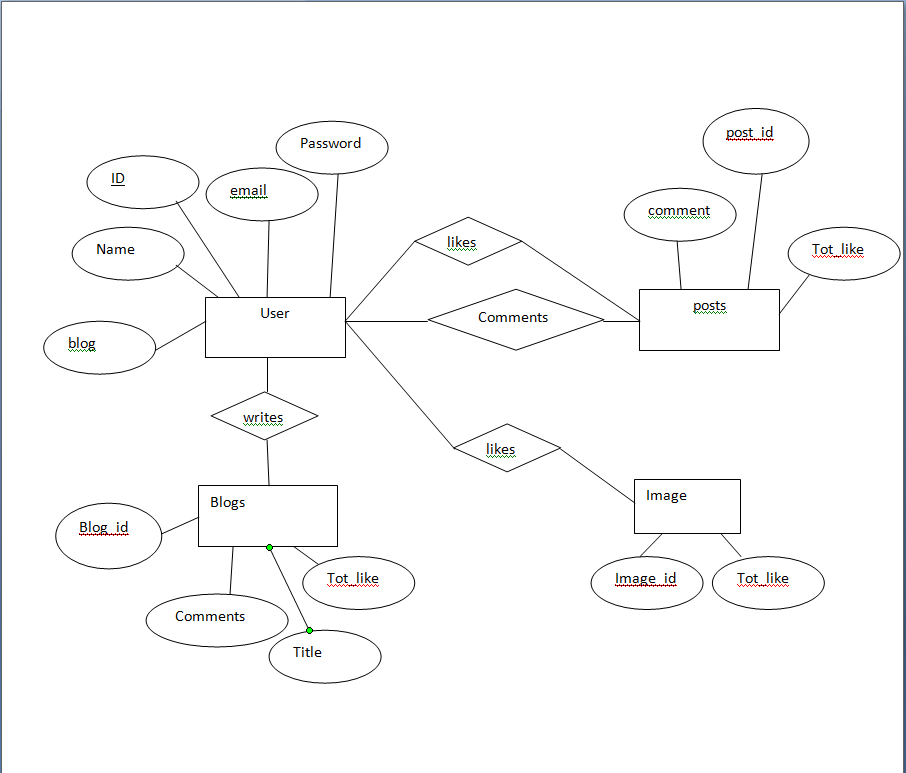 post_id
Password
ID
email
comment
Name
likes
Tot_like
User
Comments
posts
blog
writes
likes
Blogs
Image
Blog_id
Tot_like
Image_id
Tot_like
Comments
Title